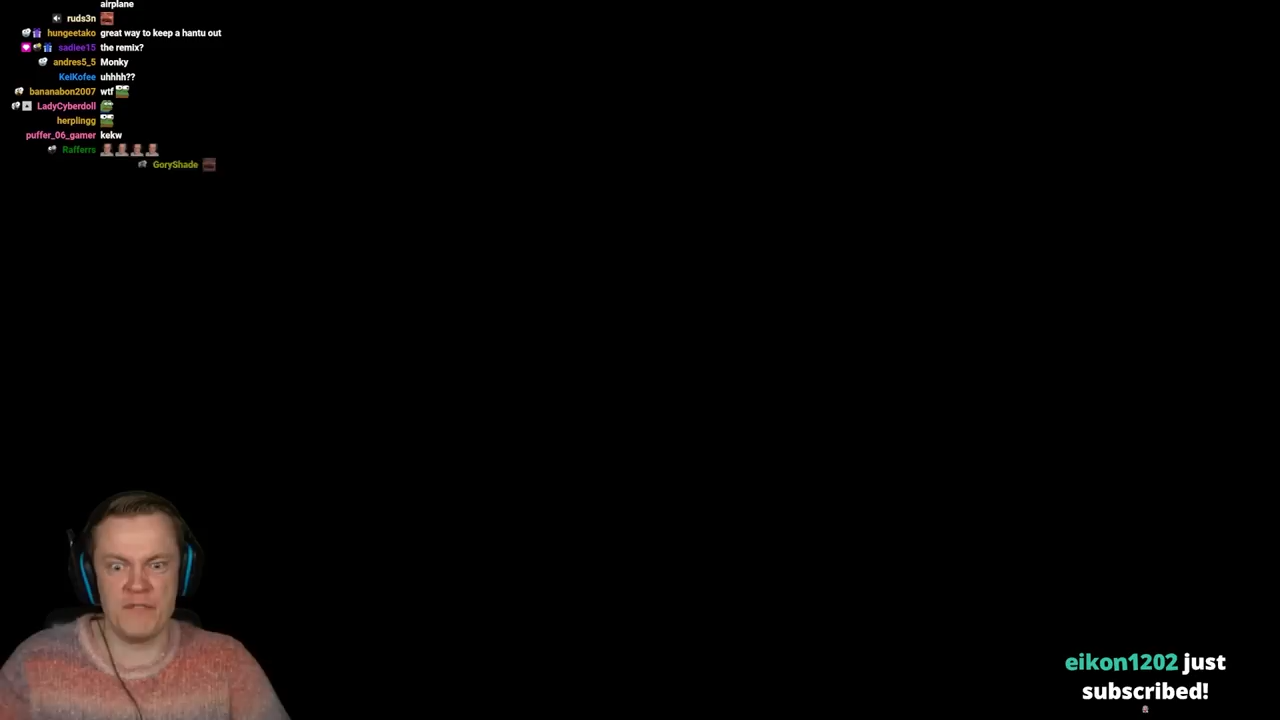 airplane
ruds3n
hungeetako great way to keep a hantu out
sadiee15 the remix?
andres5_5 Monky
KeiKofee uhhhh??
bananabon2007 wtf
LadyCyberdoll
herplingg
puffer_06_gamer kekw
Rafferrs
GoryShade
eikon1202 just
subscribed!